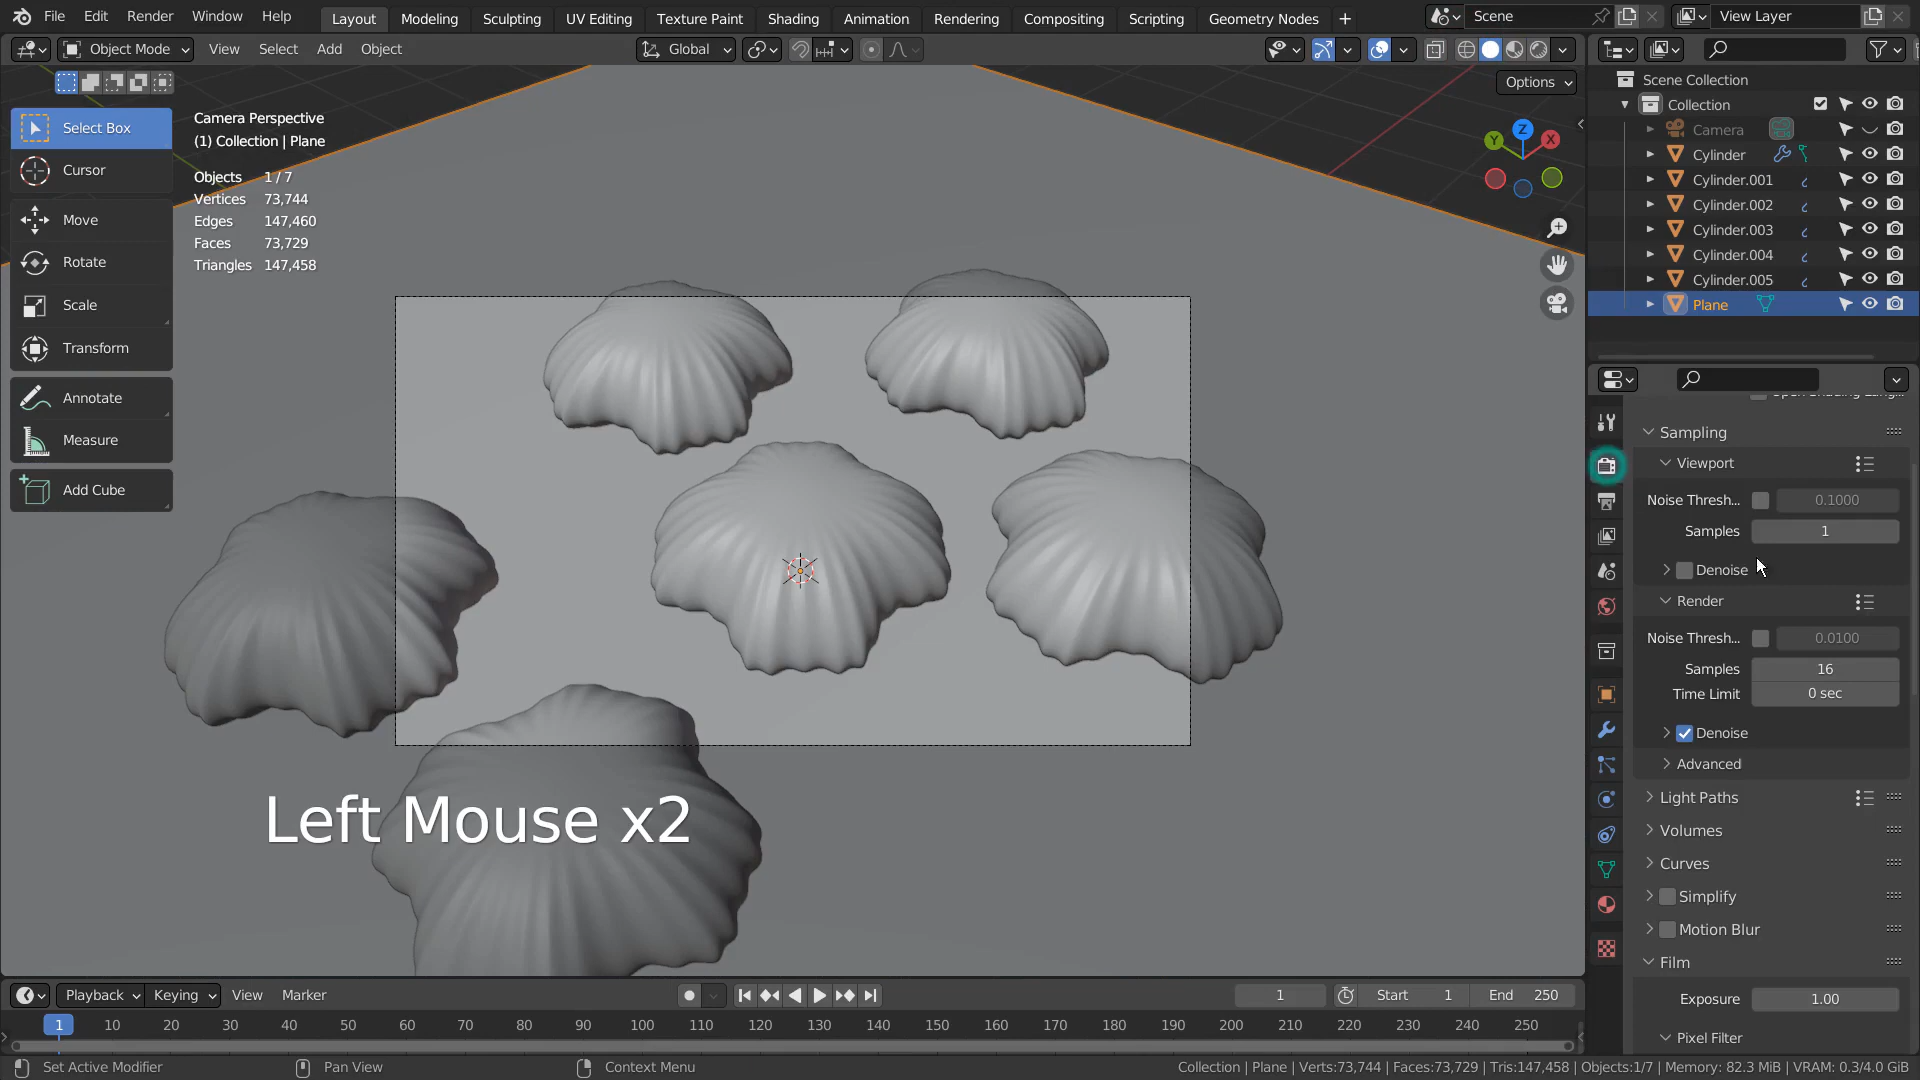 File Edit Render Window Help Layout Modeling Sculpting UV Editing Texture Paint Shading Animation Rendering Compositing Scripting Geometry Nodes + Scene View Layer
Object Mode View Select Add Object Global
Options
Select Box
Cursor
Move
Rotate
Scale
Transform
Annotate
Measure
Add Cube
Camera Perspective
(1) Collection | Plane
Objects 1 / 7
Vertices 73,744
Edges 147,460
Faces 73,729
Triangles 147,458
Z
Y
X
Left Mouse x2
Scene Collection
Collection
Camera
Cylinder
Cylinder.001
Cylinder.002
Cylinder.003
Cylinder.004
Cylinder.005
Plane
Sampling
Viewport
Noise Thresh... 0.1000
Samples 1
Denoise
Render
Noise Thresh... 0.0100
Samples 16
Time Limit 0 sec
Denoise
Advanced
Light Paths
Volumes
Curves
Simplify
Motion Blur
Film
Exposure 1.00
Pixel Filter
Playback Keying View Marker 1 Start 1 End 250
1 10 20 30 40 50 60 70 80 90 100 110 120 130 140 150 160 170 180 190 200 210 220 230 240 250
Set Active Modifier Pan View Context Menu Collection | Plane | Verts:73,744 | Faces:73,729 | Tris:147,458 | Objects:1/7 | Memory: 82.3 MiB | VRAM: 0.3/4.0 GiB